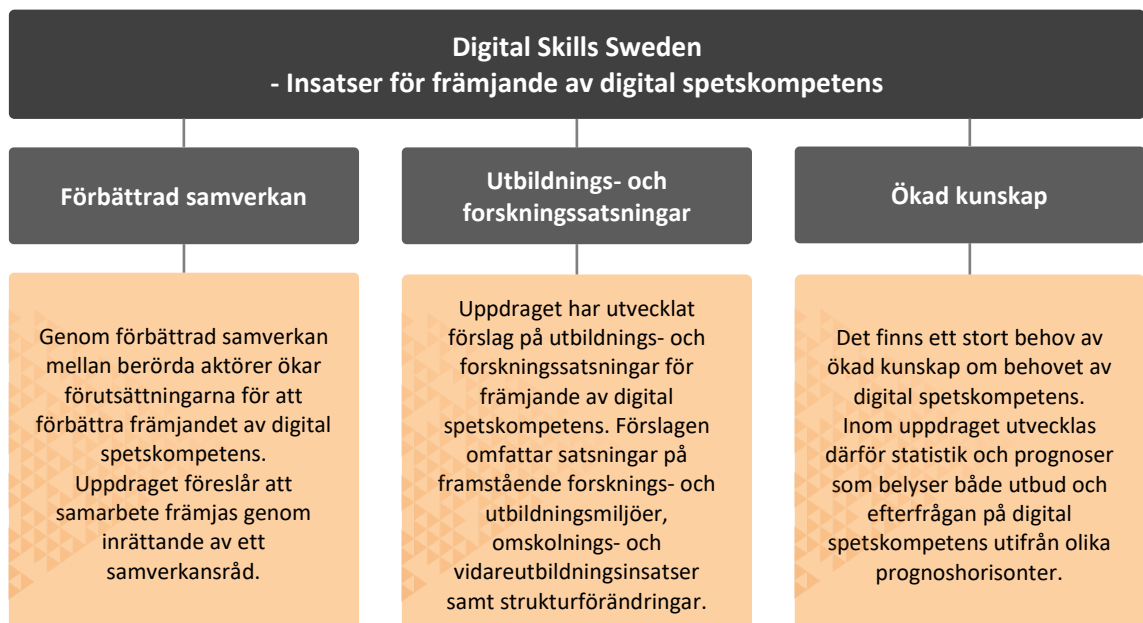 Digital Skills Sweden
- Insatser för främjande av digital spetskompetens
Förbättrad samverkan
Utbildnings- och
forskningssatsningar
Ökad kunskap
Genom förbättrad samverkan
mellan berörda aktörer ökar
förutsättningarna för att
förbättra främjandet av digital
spetskompetens.
Uppdraget föreslår att
samarbete främjas genom
inrättande av ett
samverkansråd.
Uppdraget har utvecklat
förslag på utbildnings- och
forskningssatsningar för
främjande av digital
spetskompetens. Förslagen
omfattar satsningar på
framstående forsknings- och
utbildningsmiljöer,
omskolnings- och
vidareutbildningsinsatser
samt strukturförändringar.
Det finns ett stort behov av
ökad kunskap om behovet av
digital spetskompetens.
Inom uppdraget utvecklas
därför statistik och prognoser
som belyser både utbud och
efterfrågan på digital
spetskompetens utifrån olika
prognoshorisonter.